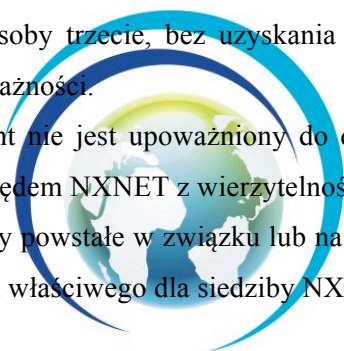 soby trzecie, bez uzyskania
ażności.
nt nie jest upoważniony do
ędem NXNET z wierzytelnoś
y powstałe w związku lub na
właściwego dla siedziby NX